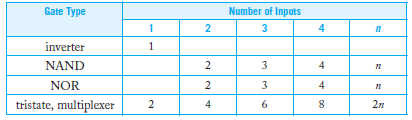 Gate Type Number of Inputs
1 2 3 4 n
inverter 1
NAND 2 3 4 n
NOR 2 3 4 n
tristate, multiplexer 2 4 6 8 2n